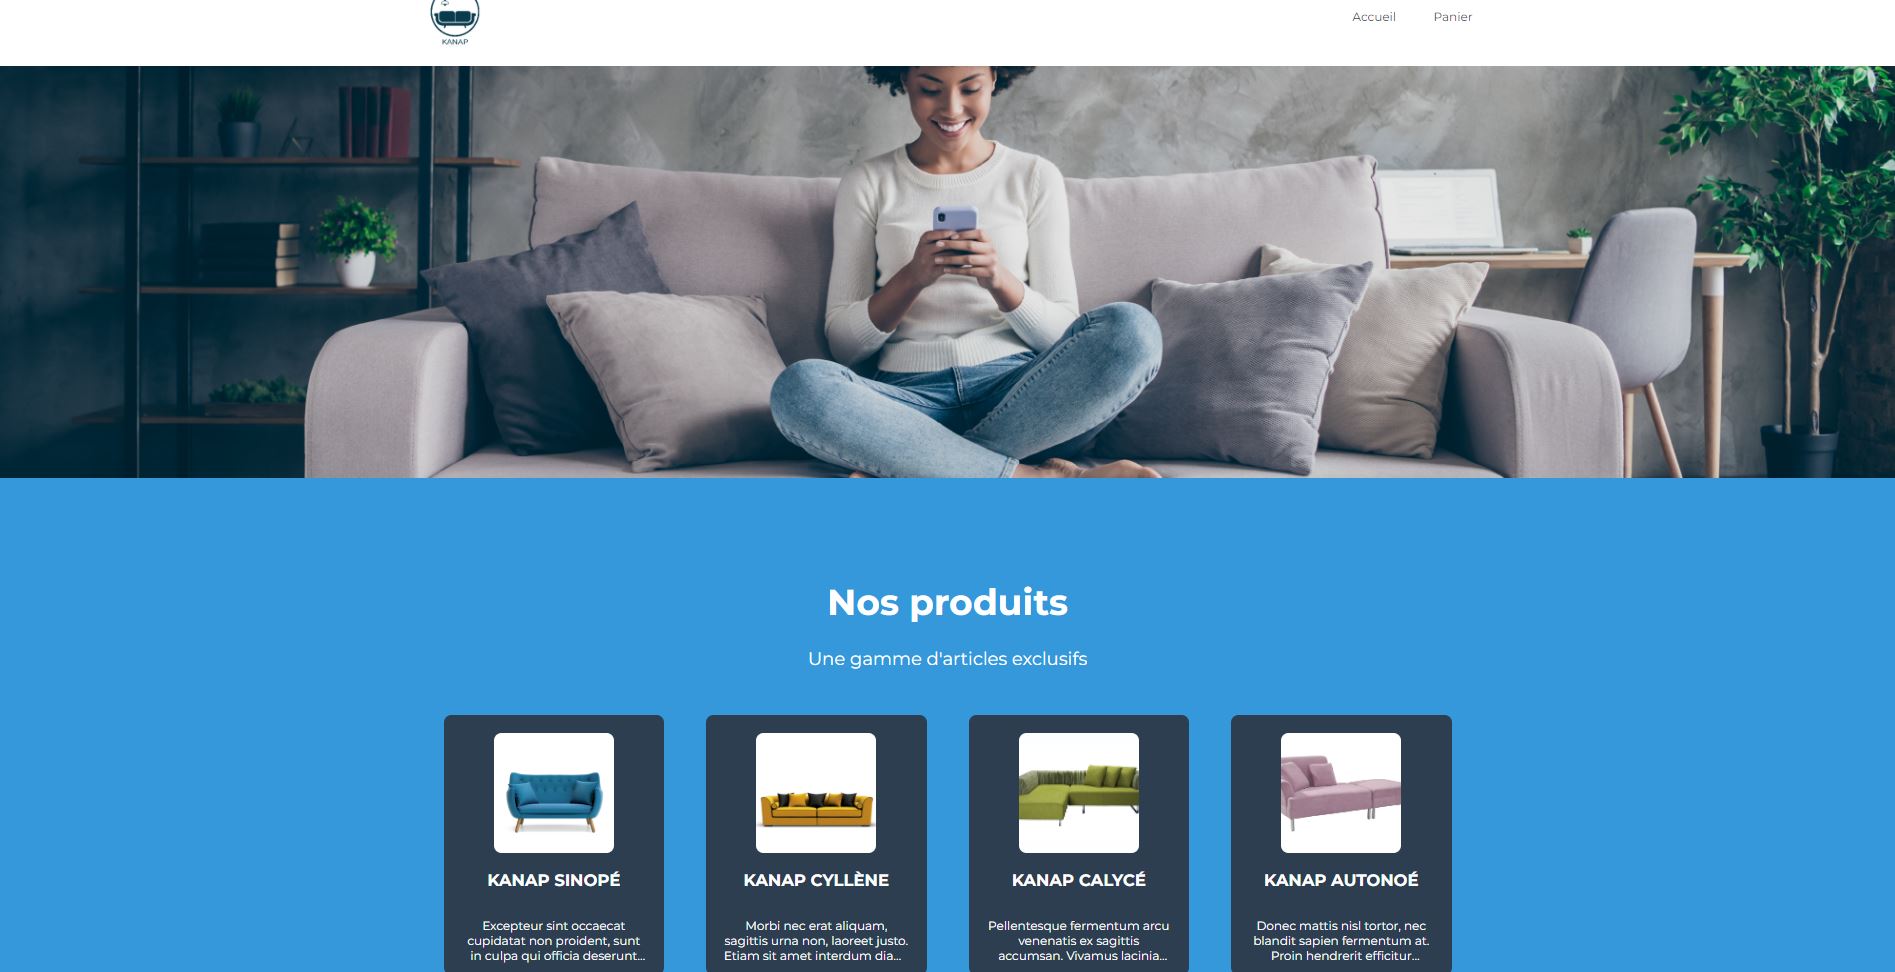 KANAP
Accueil Panier
Nos produits
Une gamme d'articles exclusifs
KANAP SINOPÉ
Excepteur sint occaecat
cupidatat non proident, sunt
in culpa qui officia deserunt...
KANAP CYLLÈNE
Morbi nec erat aliquam,
sagittis urna non, laoreet justo.
Etiam sit amet interdum dia...
KANAP CALYCÉ
Pellentesque fermentum arcu
venenatis ex sagittis
accumsan. Vivamus lacinia...
KANAP AUTONOÉ
Donec mattis nisl tortor, nec
blandit sapien fermentum at.
Proin hendrerit efficitur...